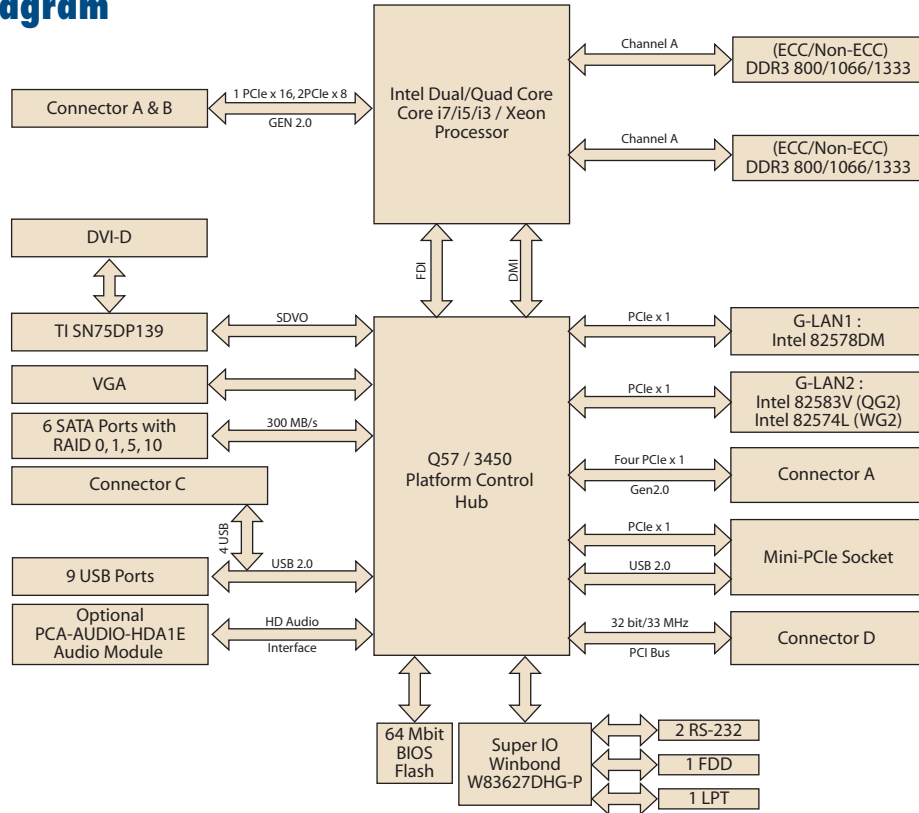 agram
Intel Dual/Quad Core
Core i7/i5/i3 / Xeon
Processor
Connector A & B
1 PCIe x 16, 2PCIe x 8
GEN 2.0
Channel A
(ECC/Non-ECC)
DDR3 800/1066/1333
Channel A
(ECC/Non-ECC)
DDR3 800/1066/1333
FDI
DMI
DVI-D
TI SN75DP139
SDVO
VGA
6 SATA Ports with
RAID 0, 1, 5, 10
300 MB/s
Connector C
4 USB
9 USB Ports
USB 2.0
Optional
PCA-AUDIO-HDA1E
Audio Module
HD Audio
Interface
Q57 / 3450
Platform Control
Hub
PCIe x 1
G-LAN1 :
Intel 82578DM
PCIe x 1
G-LAN2 :
Intel 82583V (QG2)
Intel 82574L (WG2)
Four PCIe x 1
Gen2.0
Connector A
PCIe x 1
USB 2.0
Mini-PCIe Socket
32 bit/33 MHz
PCI Bus
Connector D
64 Mbit
BIOS
Flash
Super IO
Winbond
W83627DHG-P
2 RS-232
1 FDD
1 LPT